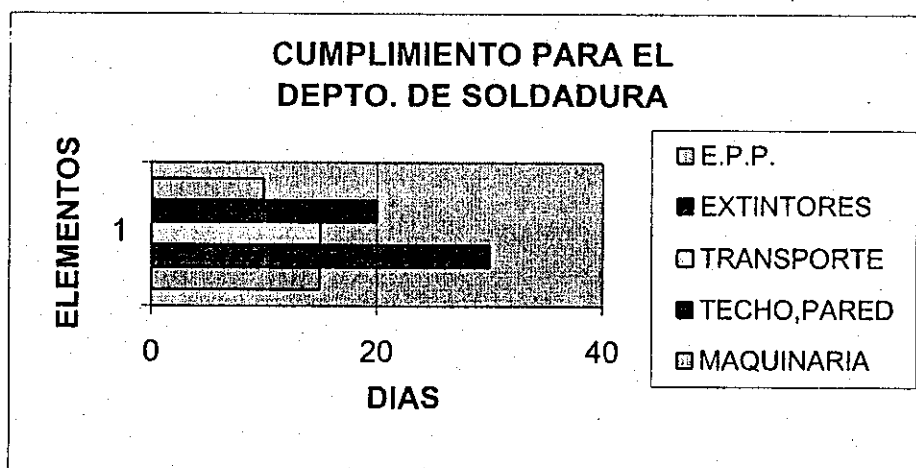 CUMPLIMIENTO PARA EL
DEPTO. DE SOLDADURA
ELEMENTOS
1
0 20 40
DIAS
E.P.P.
EXTINTORES
TRANSPORTE
TECHO,PARED
MAQUINARIA